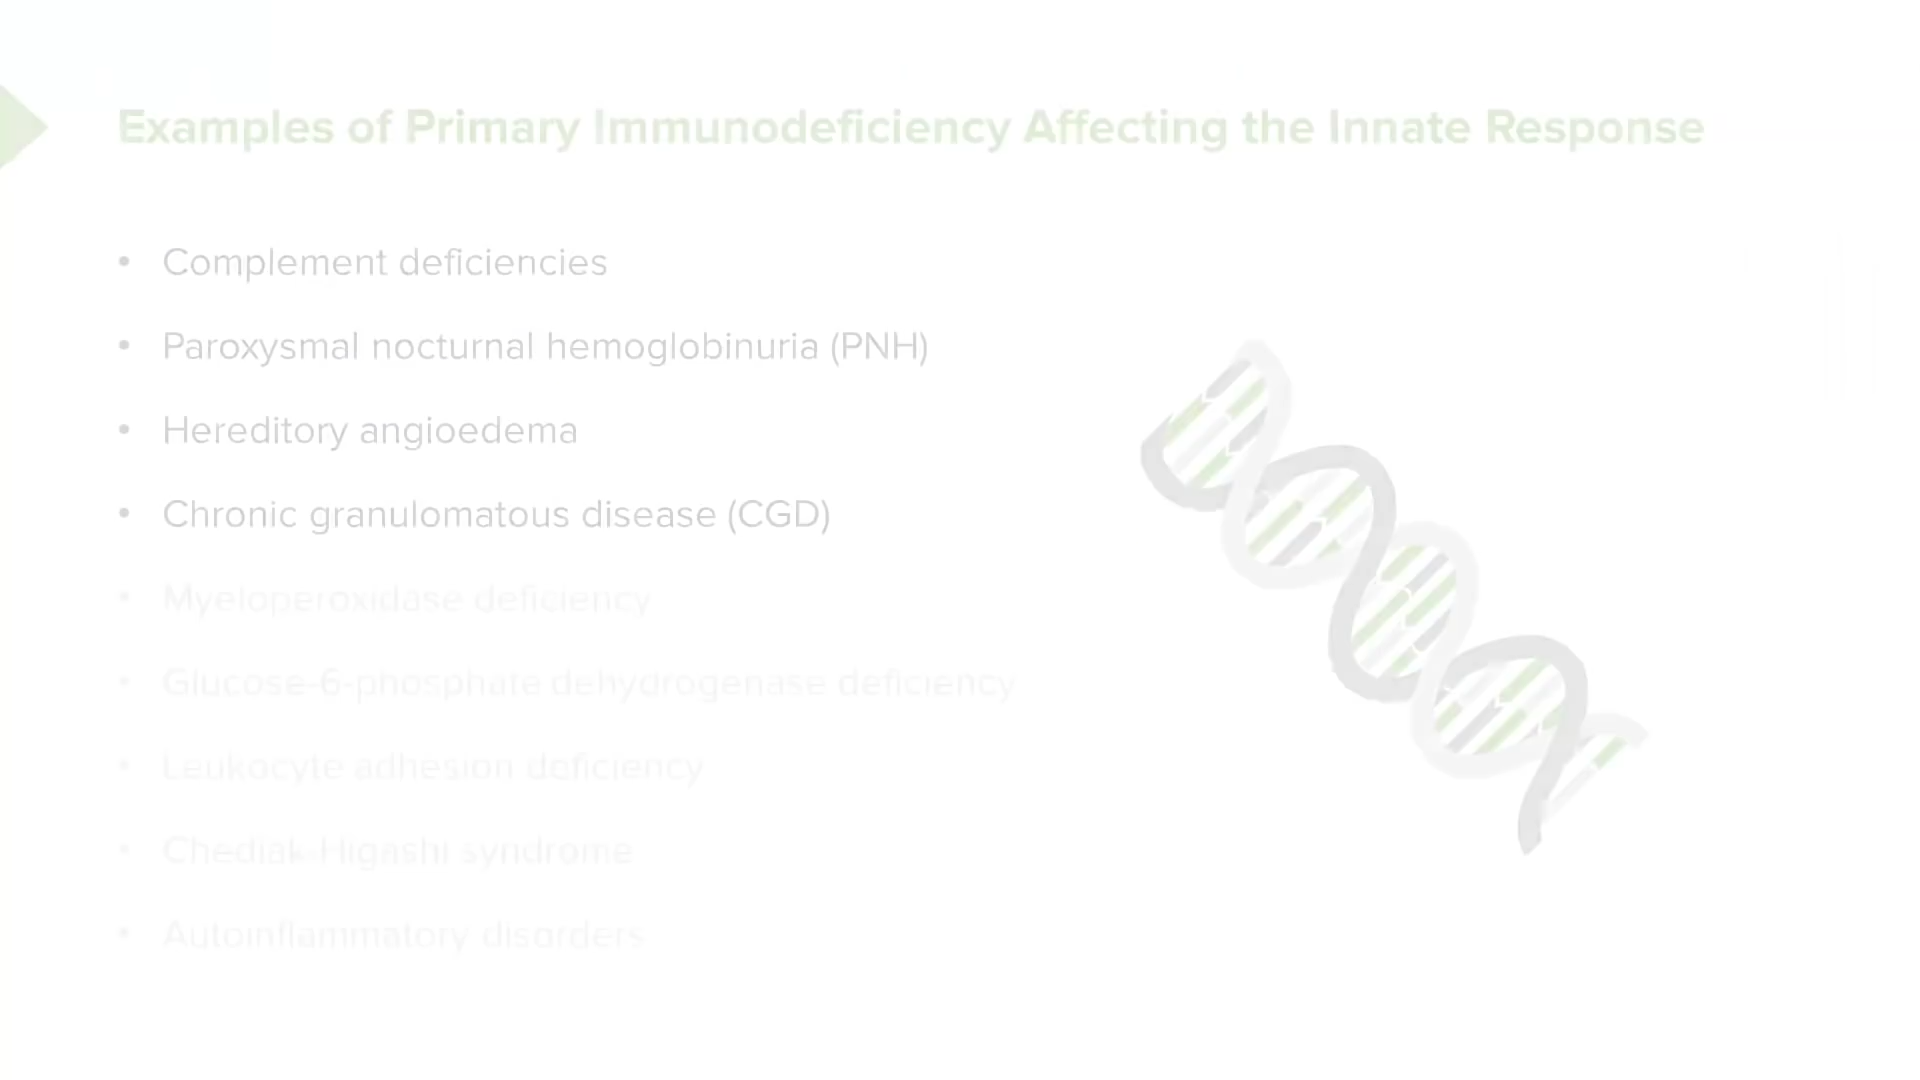 Examples of Primary Immunodeficiency Affecting the Innate Response
• Complement deficiencies
• Paroxysmal nocturnal hemoglobinuria (PNH)
• Hereditory angioedema
• Chronic granulomatous disease (CGD)
• Myeloperoxidase deficiency
• Glucose-6-phosphate dehydrogenase deficiency
• Leukocyte adhesion deficiency
• Chediak-Higashi syndrome
• Autoinflammatory disorders